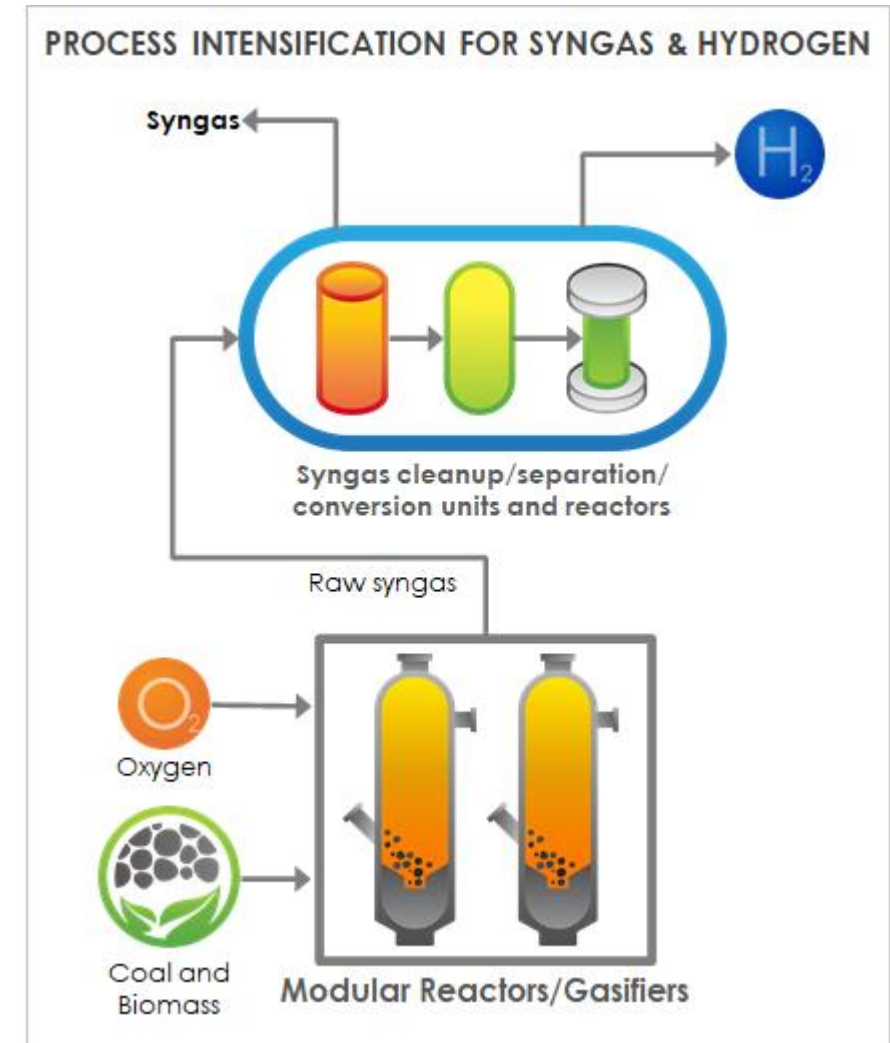 PROCESS INTENSIFICATION FOR SYNGAS & HYDROGEN
Syngas
H2
Syngas cleanup/separation/
conversion units and reactors
Raw syngas
O2
Oxygen
Coal and
Biomass
Modular Reactors/Gasifiers